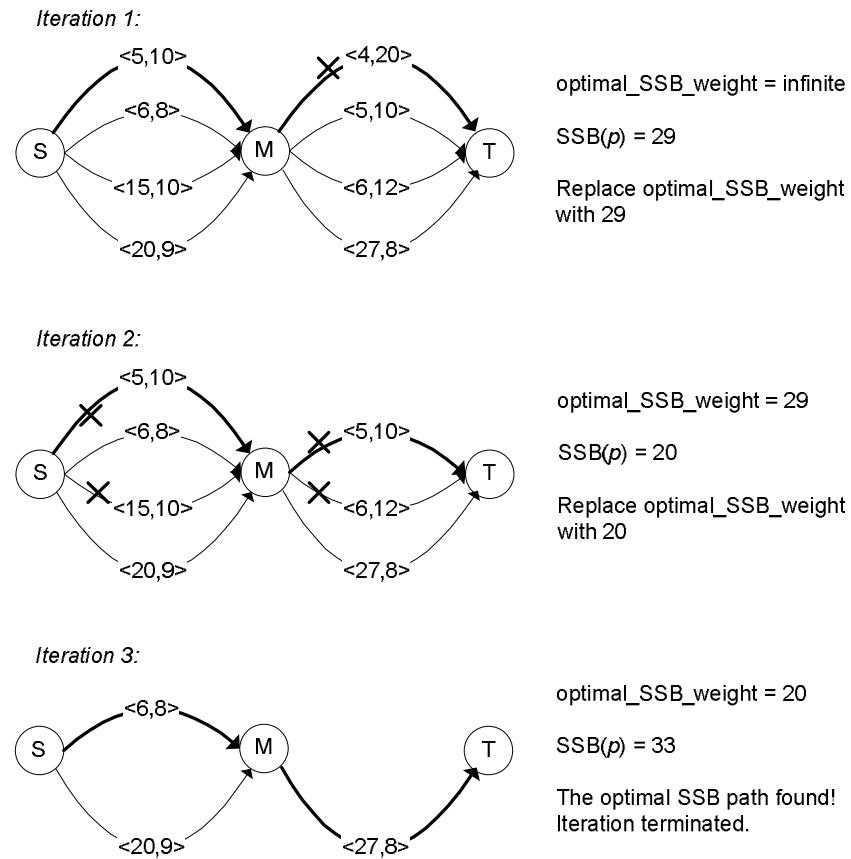 Iteration 1:
<5,10>
<4,20>
optimal_SSB_weight = infinite
<6,8>
<5,10>
SSB(p) = 29
S
M
T
<15,10>
<6,12>
Replace optimal_SSB_weight
with 29
<20,9>
<27,8>
Iteration 2:
<5,10>
optimal_SSB_weight = 29
<6,8>
<5,10>
SSB(p) = 20
S
M
T
<15,10>
<6,12>
Replace optimal_SSB_weight
with 20
<20,9>
<27,8>
Iteration 3:
<6,8>
optimal_SSB_weight = 20
S
M
T
SSB(p) = 33
The optimal SSB path found!
Iteration terminated.
<20,9>
<27,8>